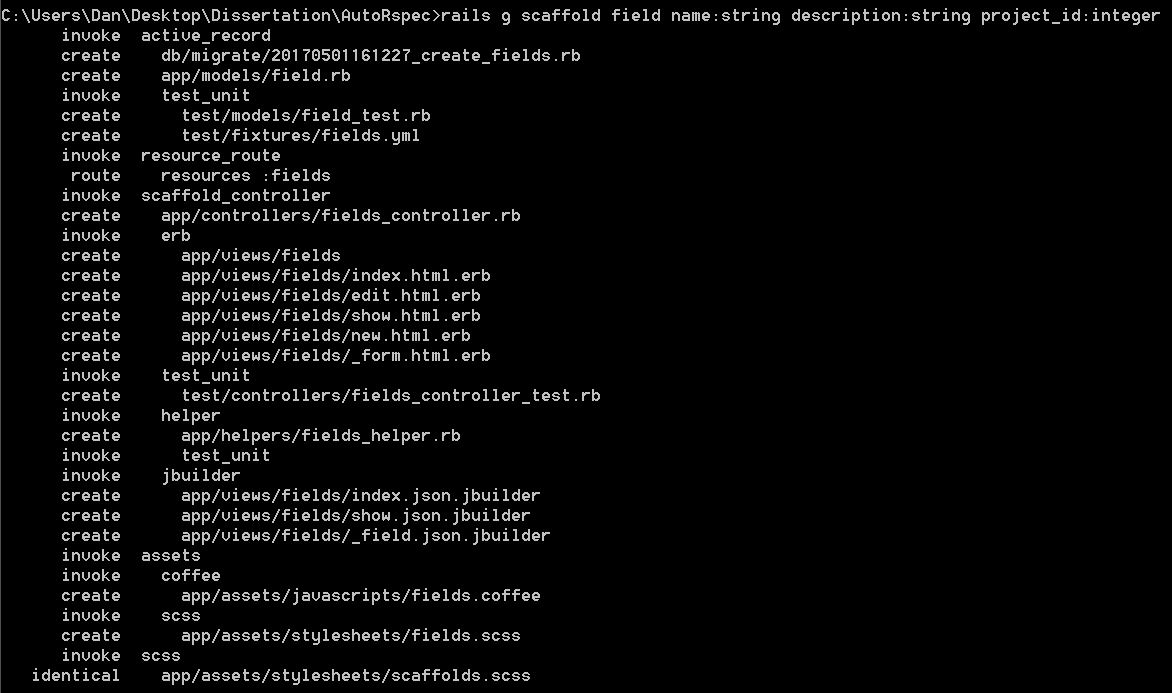 C:\Users\Dan\Desktop\Dissertation\AutoRspec>rails g scaffold field name:string description:string project_id:integer
      invoke  active_record
      create    db/migrate/20170501161227_create_fields.rb
      create    app/models/field.rb
      invoke    test_unit
      create      test/models/field_test.rb
      create      test/fixtures/fields.yml
      invoke  resource_route
       route    resources :fields
      invoke  scaffold_controller
      create    app/controllers/fields_controller.rb
      invoke    erb
      create      app/views/fields
      create      app/views/fields/index.html.erb
      create      app/views/fields/edit.html.erb
      create      app/views/fields/show.html.erb
      create      app/views/fields/new.html.erb
      create      app/views/fields/_form.html.erb
      invoke    test_unit
      create      test/controllers/fields_controller_test.rb
      invoke    helper
      create      app/helpers/fields_helper.rb
      invoke      test_unit
      invoke    jbuilder
      create      app/views/fields/index.json.jbuilder
      create      app/views/fields/show.json.jbuilder
      create      app/views/fields/_field.json.jbuilder
      invoke  assets
      invoke    coffee
      create      app/assets/javascripts/fields.coffee
      invoke    scss
      create      app/assets/stylesheets/fields.scss
      invoke  scss
   identical    app/assets/stylesheets/scaffolds.scss